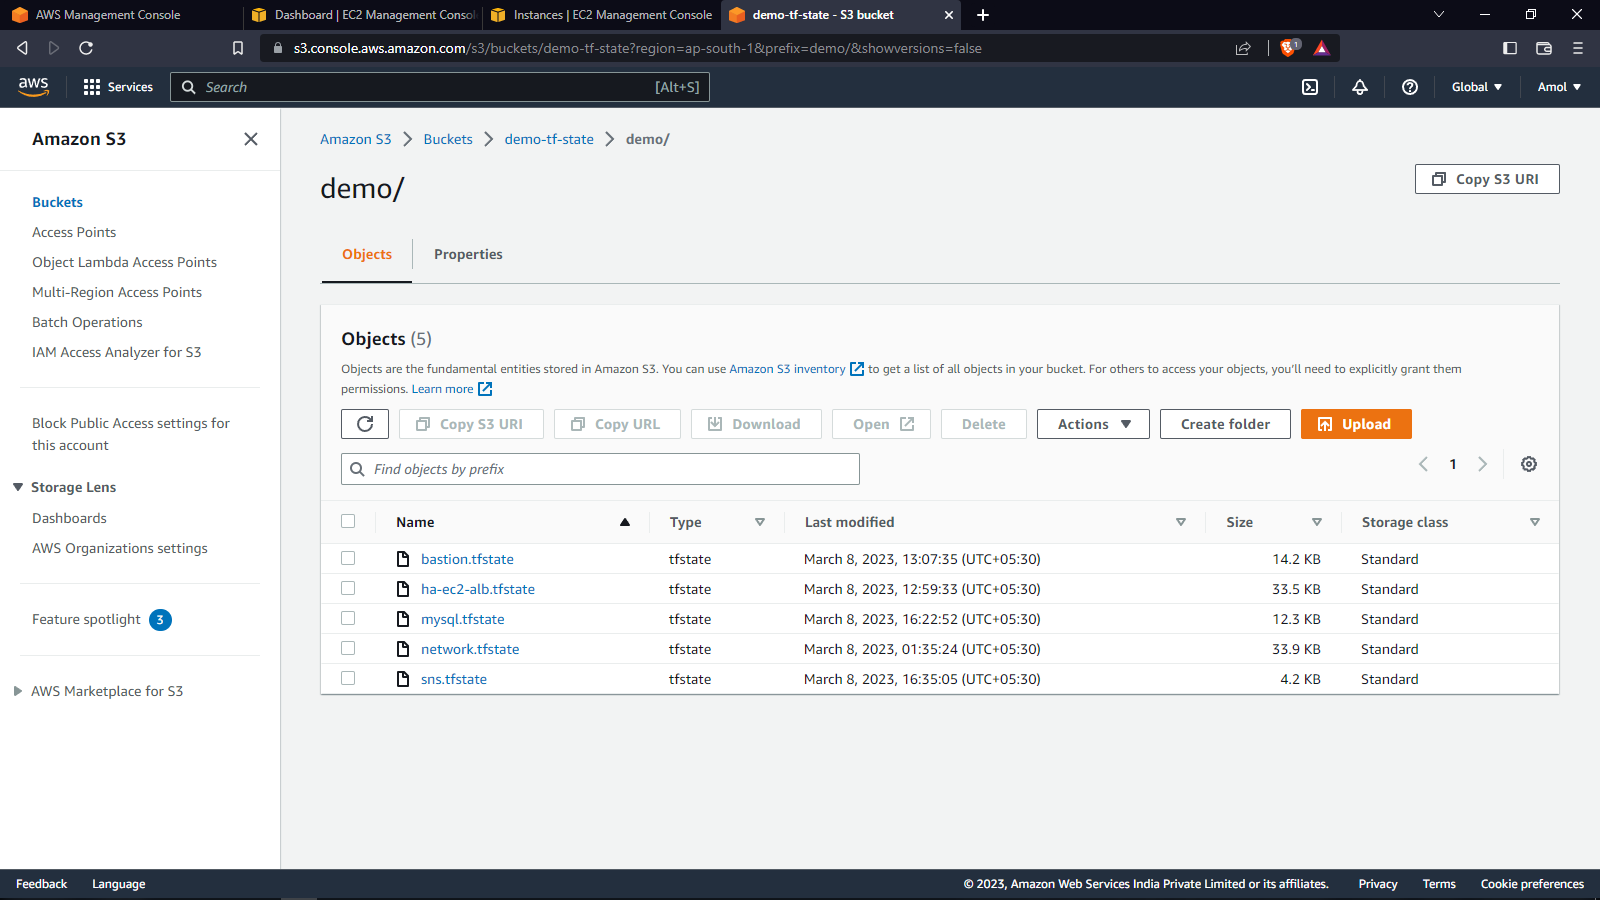 AWS Management Console
Dashboard | EC2 Management Consol
Instances | EC2 Management Console
demo-tf-state - S3 bucket
s3.console.aws.amazon.com/s3/buckets/demo-tf-state?region=ap-south-1&prefix=demo/&showversions=false
1
aws
Services
Search
[Alt+S]
Global
Amol
Amazon S3
Buckets
Access Points
Object Lambda Access Points
Multi-Region Access Points
Batch Operations
IAM Access Analyzer for S3
Block Public Access settings for
this account
Storage Lens
Dashboards
AWS Organizations settings
Feature spotlight 3
AWS Marketplace for S3
Amazon S3 Buckets demo-tf-state demo/
demo/
Copy S3 URI
Objects Properties
Objects (5)
Objects are the fundamental entities stored in Amazon S3. You can use Amazon S3 inventory to get a list of all objects in your bucket. For others to access your objects, you'll need to explicitly grant them
permissions. Learn more
Copy S3 URI Copy URL Download Open Delete Actions Create folder Upload
Find objects by prefix
1
Name Type Last modified Size Storage class
bastion.tfstate tfstate March 8, 2023, 13:07:35 (UTC+05:30) 14.2 KB Standard
ha-ec2-alb.tfstate tfstate March 8, 2023, 12:59:33 (UTC+05:30) 33.5 KB Standard
mysql.tfstate tfstate March 8, 2023, 16:22:52 (UTC+05:30) 12.3 KB Standard
network.tfstate tfstate March 8, 2023, 01:35:24 (UTC+05:30) 33.9 KB Standard
sns.tfstate tfstate March 8, 2023, 16:35:05 (UTC+05:30) 4.2 KB Standard
Feedback Language © 2023, Amazon Web Services India Private Limited or its affiliates. Privacy Terms Cookie preferences